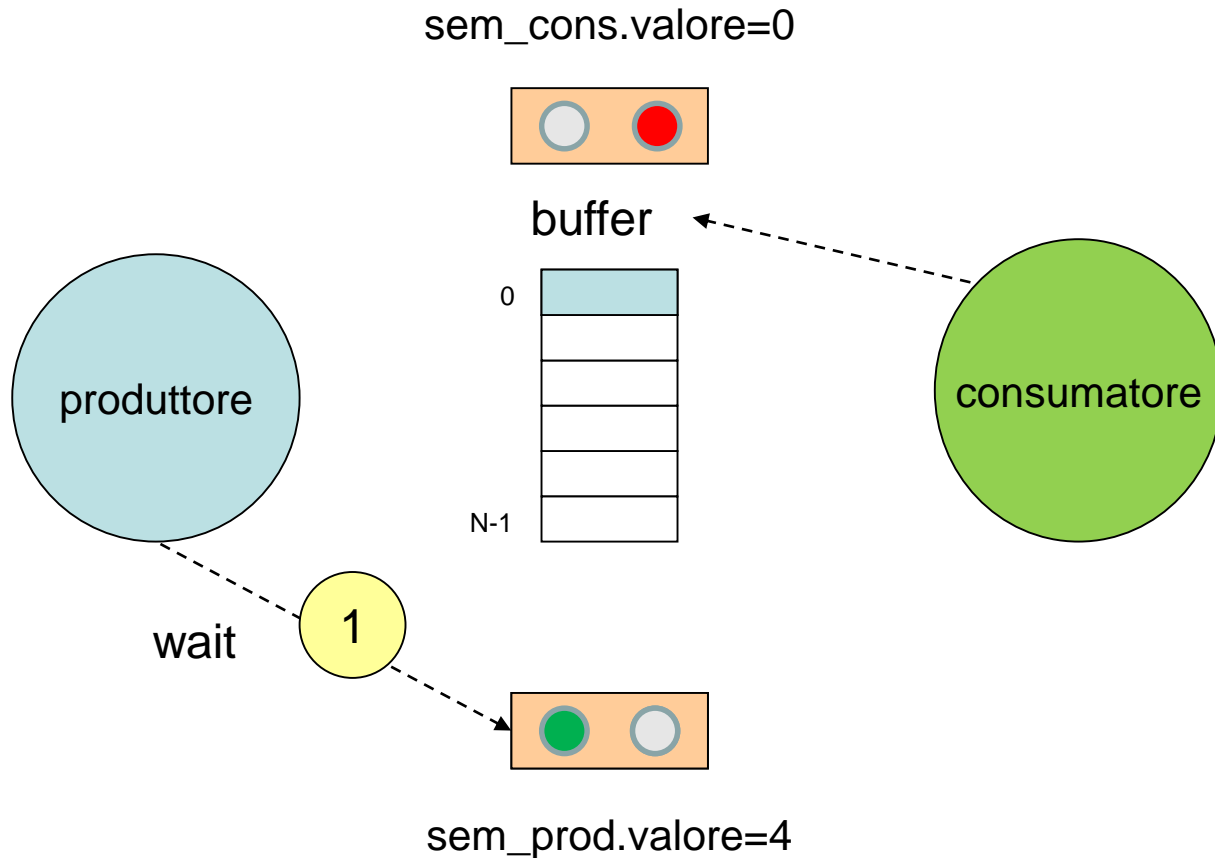 sem_cons.valore=0
buffer
0
produttore
consumatore
N-1
1
wait
sem_prod.valore=4